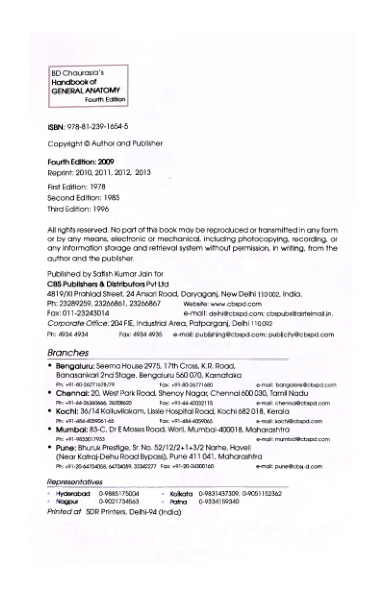 BD Chaurasia's
Handbook of
GENERAL ANATOMY
Fourth Edition
ISBN: 978-81-239-1654-5
Copyright © Author and Publisher
Fourth Edition: 2009
Reprint: 2010, 2011, 2012, 2013
First Edition: 1978
Second Edition: 1983
Third Edition: 1996
All rights reserved. No part of this book may be reproduced or transmitted in any form
or by any means, electronic or mechanical, including photocopying, recording, or
any information storage and retrieval system without permission, in writing, from the
author and the publisher.
Published by Satish Kumar Jain for
CBS Publishers & Distributors Pvt Ltd
4819/XI Prahlad Street, 24 Ansari Road, Daryaganj, New Delhi 110 002, India.
Ph: 23289259, 23266861, 23266867 Website: www.cbspd.com
Fax: 011-23243014 e-mail: delhi@cbspd.com; cbspubs@airtelmail.in.
Corporate Office: 204 FIE, Industrial Area, Patparganj, Delhi 110 092
Ph: 4934 4934 Fax: 4934 4935 e-mail: publishing@cbspd.com; publicity@cbspd.com
Branches
• Bengaluru: Seema House 2975, 17th Cross, K.R. Road,
Banasankari 2nd Stage, Bengaluru 560 070, Karnataka
Ph: +91-80-26771678/79 Fax: +91-80-26771680 e-mail: bangalore@cbspd.com
• Chennai: 20, West Park Road, Shenoy Nagar, Chennai 600 030, Tamil Nadu
Ph: +91-44-26260666, 26208620 Fax: +91-44-42032115 e-mail: chennai@cbspd.com
• Kochi: 36/14 Kalluvilakam, Lissie Hospital Road, Kochi 682 018, Kerala
Ph: +91-484-4059061-65 Fax: +91-484-4059065 e-mail: kochi@cbspd.com
• Mumbai: 83-C, Dr E Moses Road, Worli, Mumbai-400018, Maharashtra
Ph: +91-9833017933 e-mail: mumbai@cbspd.com
• Pune: Bhuruk Prestige, Sr. No. 52/12/2+1+3/2 Narhe, Haveli
(Near Katraj-Dehu Road Bypass), Pune 411 041, Maharashtra
Ph: +91-20-64704058, 64704059, 32342277 Fax: +91-20-24300160 e-mail: pune@cbspd.com
Representatives
• Hyderabad 0-9885175004 • Kolkata 0-9831437309, 0-9051152362
• Nagpur 0-9021734563 • Patna 0-9334159340
Printed at SDR Printers, Delhi-94 (India)